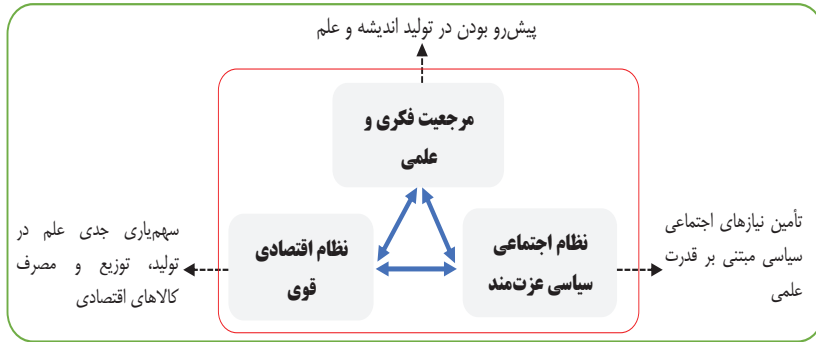 پیش‌رو بودن در تولید اندیشه و علم
مرجعیت فکری و
علمی
تأمین نیازهای اجتماعی
سیاسی مبتنی بر قدرت
علمی
نظام اجتماعی
سیاسی عزت‌مند
نظام اقتصادی
قوی
سهم‌یاری جدی علم در
تولید، توزیع و مصرف
کالاهای اقتصادی